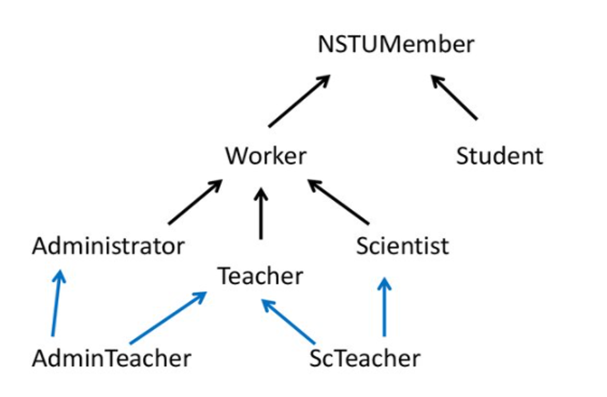 NSTUMember
Worker
Student
Administrator
Scientist
Teacher
AdminTeacher
ScTeacher